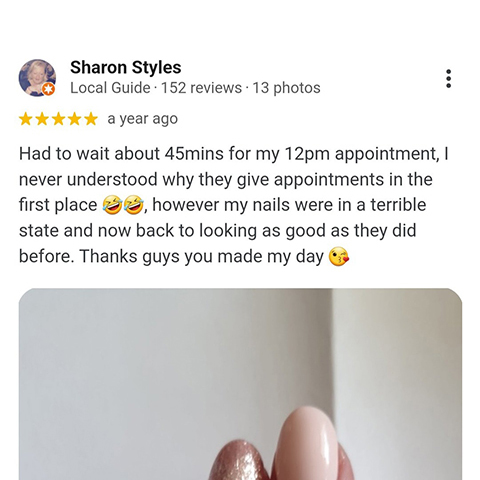 Sharon Styles
Local Guide · 152 reviews · 13 photos
a year ago
Had to wait about 45mins for my 12pm appointment, I
never understood why they give appointments in the
first place 🤣🤣, however my nails were in a terrible
state and now back to looking as good as they did
before. Thanks guys you made my day 😘